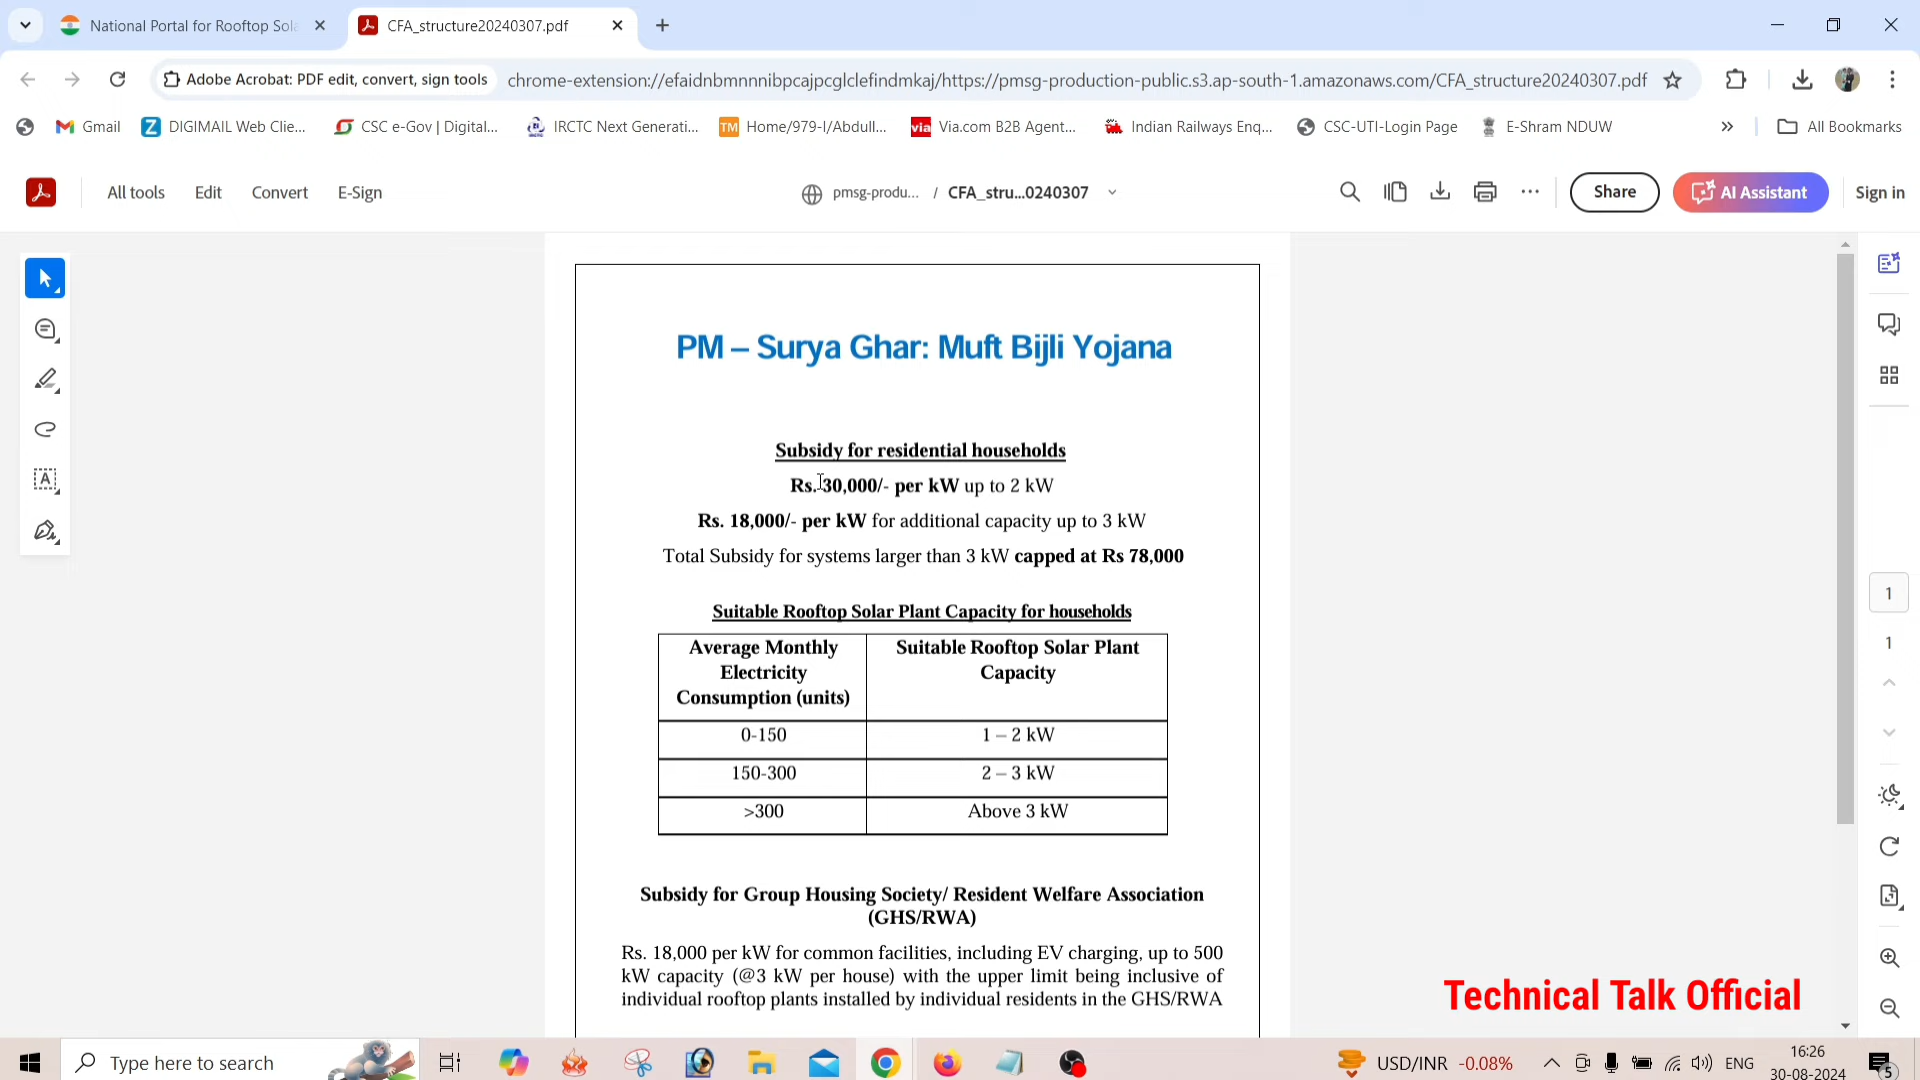 National Portal for Rooftop Sola
CFA_structure20240307.pdf
Adobe Acrobat: PDF edit, convert, sign tools
chrome-extension://efaidnbmnnnibpcajpcglclefindmkaj/https://pmsg-production-public.s3.ap-south-1.amazonaws.com/CFA_structure20240307.pdf
Gmail
DIGIMAIL Web Clie...
CSC e-Gov | Digital...
IRCTC Next Generati...
TM
Home/979-I/Abdull...
via
Via.com B2B Agent...
Indian Railways Enq...
CSC-UTI-Login Page
E-Shram NDUW
All Bookmarks
All tools
Edit
Convert
E-Sign
pmsg-produ... / CFA_stru...0240307
Share
AI Assistant
Sign in
PM – Surya Ghar: Muft Bijli Yojana
Subsidy for residential households
Rs. 30,000/- per kW up to 2 kW
Rs. 18,000/- per kW for additional capacity up to 3 kW
Total Subsidy for systems larger than 3 kW capped at Rs 78,000
Suitable Rooftop Solar Plant Capacity for households
Average Monthly
Electricity
Consumption (units)
Suitable Rooftop Solar Plant
Capacity
0-150
1 – 2 kW
150-300
2 – 3 kW
>300
Above 3 kW
Subsidy for Group Housing Society/ Resident Welfare Association
(GHS/RWA)
Rs. 18,000 per kW for common facilities, including EV charging, up to 500
kW capacity (@3 kW per house) with the upper limit being inclusive of
individual rooftop plants installed by individual residents in the GHS/RWA
1
1
Technical Talk Official
Type here to search
USD/INR -0.08%
ENG
16:26
30-08-2024
5